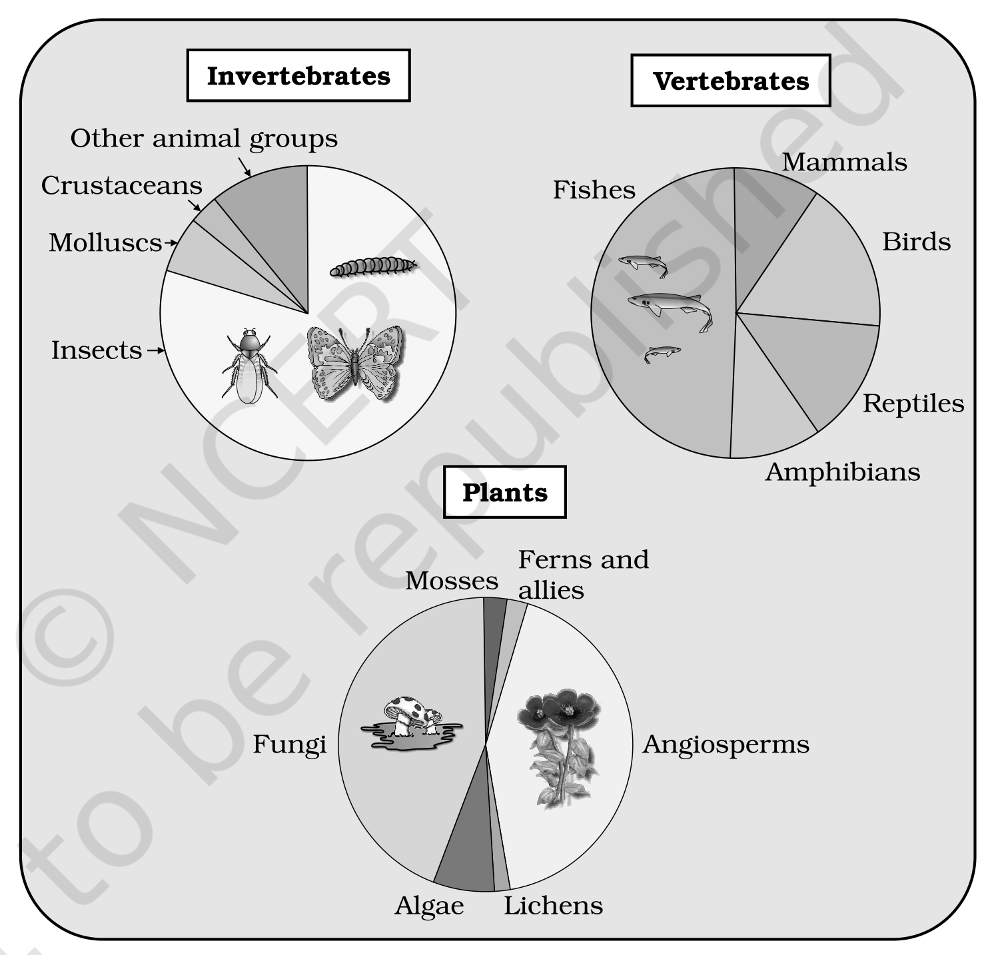 Invertebrates
Vertebrates
Other animal groups
Crustaceans
Molluscs
Insects
Mammals
Fishes
Birds
Reptiles
Amphibians
Plants
Mosses
Ferns and
allies
Fungi
Angiosperms
Algae
Lichens
© NCERT
to be republished